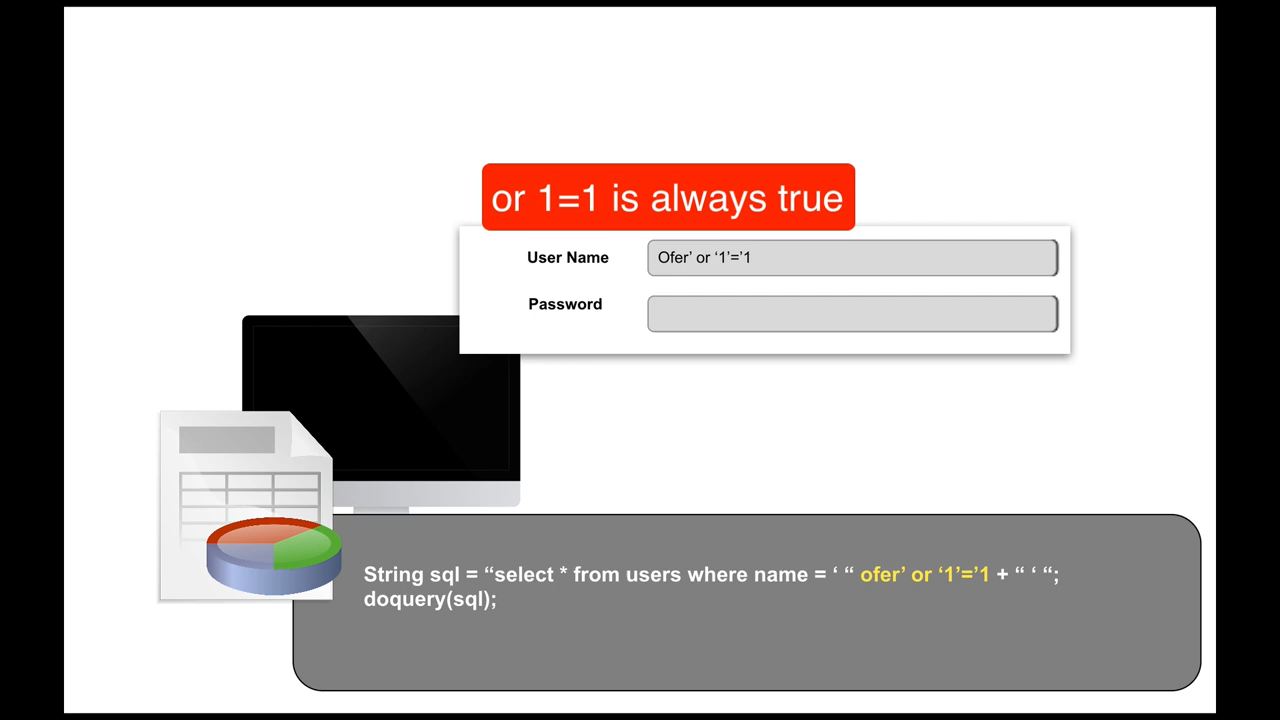 or 1=1 is always true
User Name
Ofer’ or ‘1’=’1
Password
String sql = “select * from users where name = ‘ “ ofer’ or ‘1’=’1 + “ ‘ “;
doquery(sql);